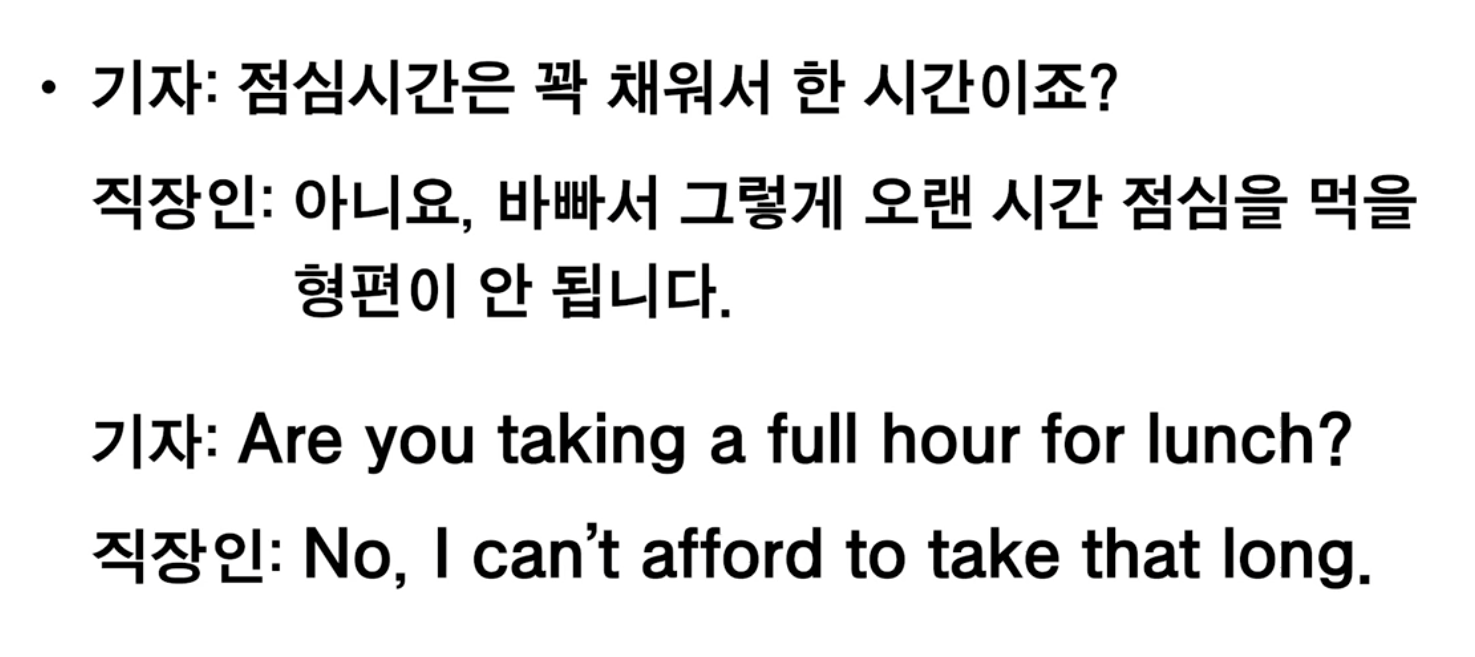 • 기자: 점심시간은 꽉 채워서 한 시간이죠?
직장인: 아니요, 바빠서 그렇게 오랜 시간 점심을 먹을
형편이 안 됩니다.
기자: Are you taking a full hour for lunch?
직장인: No, I can’t afford to take that long.